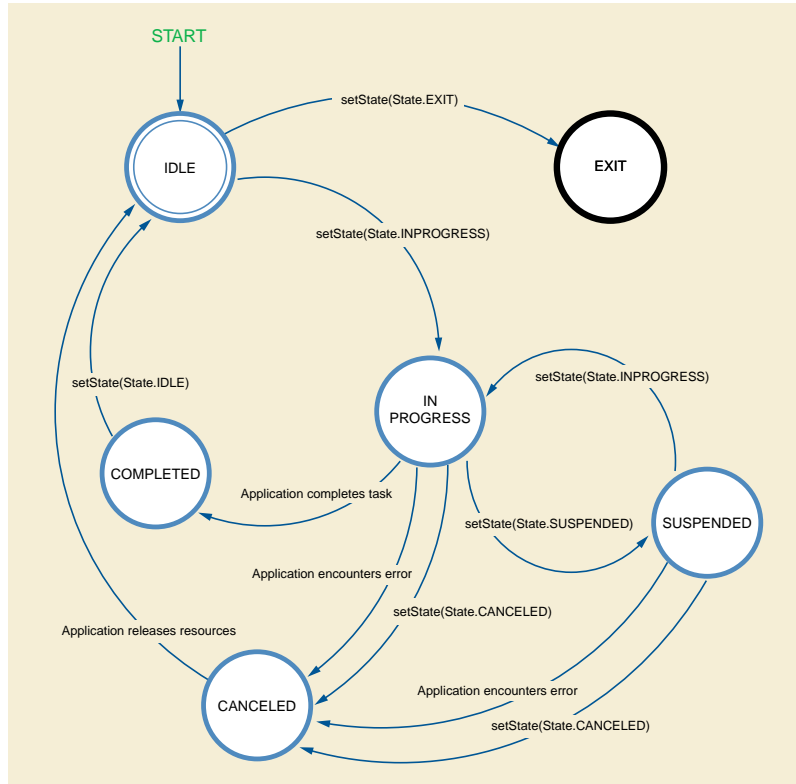 START
setState(State.EXIT)
IDLE
EXIT
setState(State.INPROGRESS)
setState(State.INPROGRESS)
setState(State.IDLE)
IN
PROGRESS
COMPLETED
Application completes task
setState(State.SUSPENDED)
SUSPENDED
Application encounters error
setState(State.CANCELED)
Application releases resources
CANCELED
Application encounters error
setState(State.CANCELED)